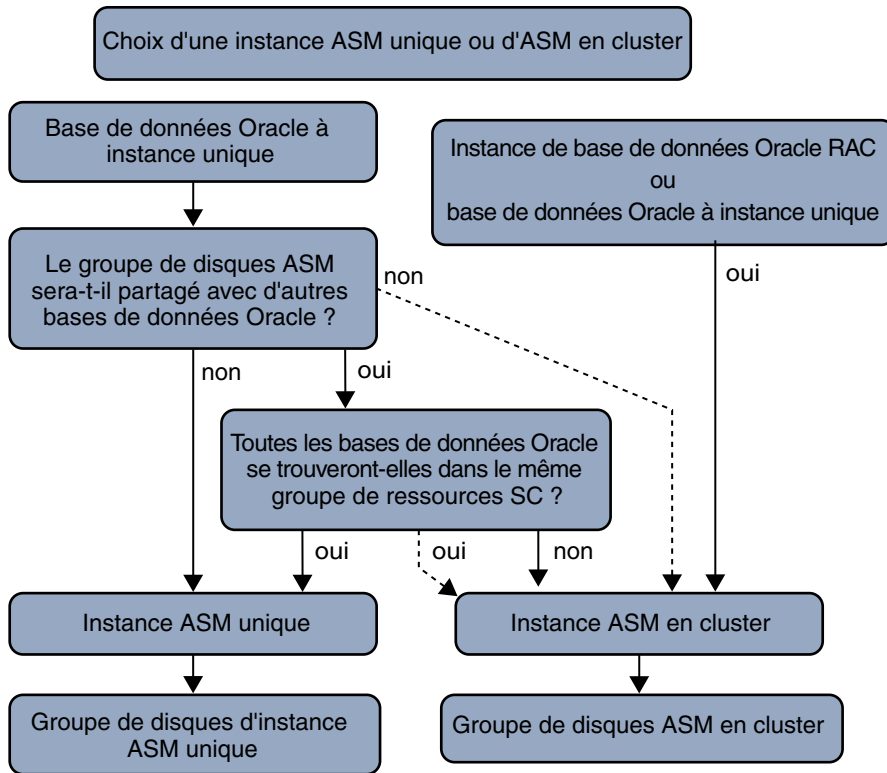 Choix d'une instance ASM unique ou d'ASM en cluster
Base de données Oracle à
instance unique
Instance de base de données Oracle RAC
ou
base de données Oracle à instance unique
Le groupe de disques ASM
sera-t-il partagé avec d'autres
bases de données Oracle ?
non
oui
non
oui
Toutes les bases de données Oracle
se trouveront-elles dans le même
groupe de ressources SC ?
oui
oui
non
Instance ASM unique
Instance ASM en cluster
Groupe de disques d'instance
ASM unique
Groupe de disques ASM en cluster